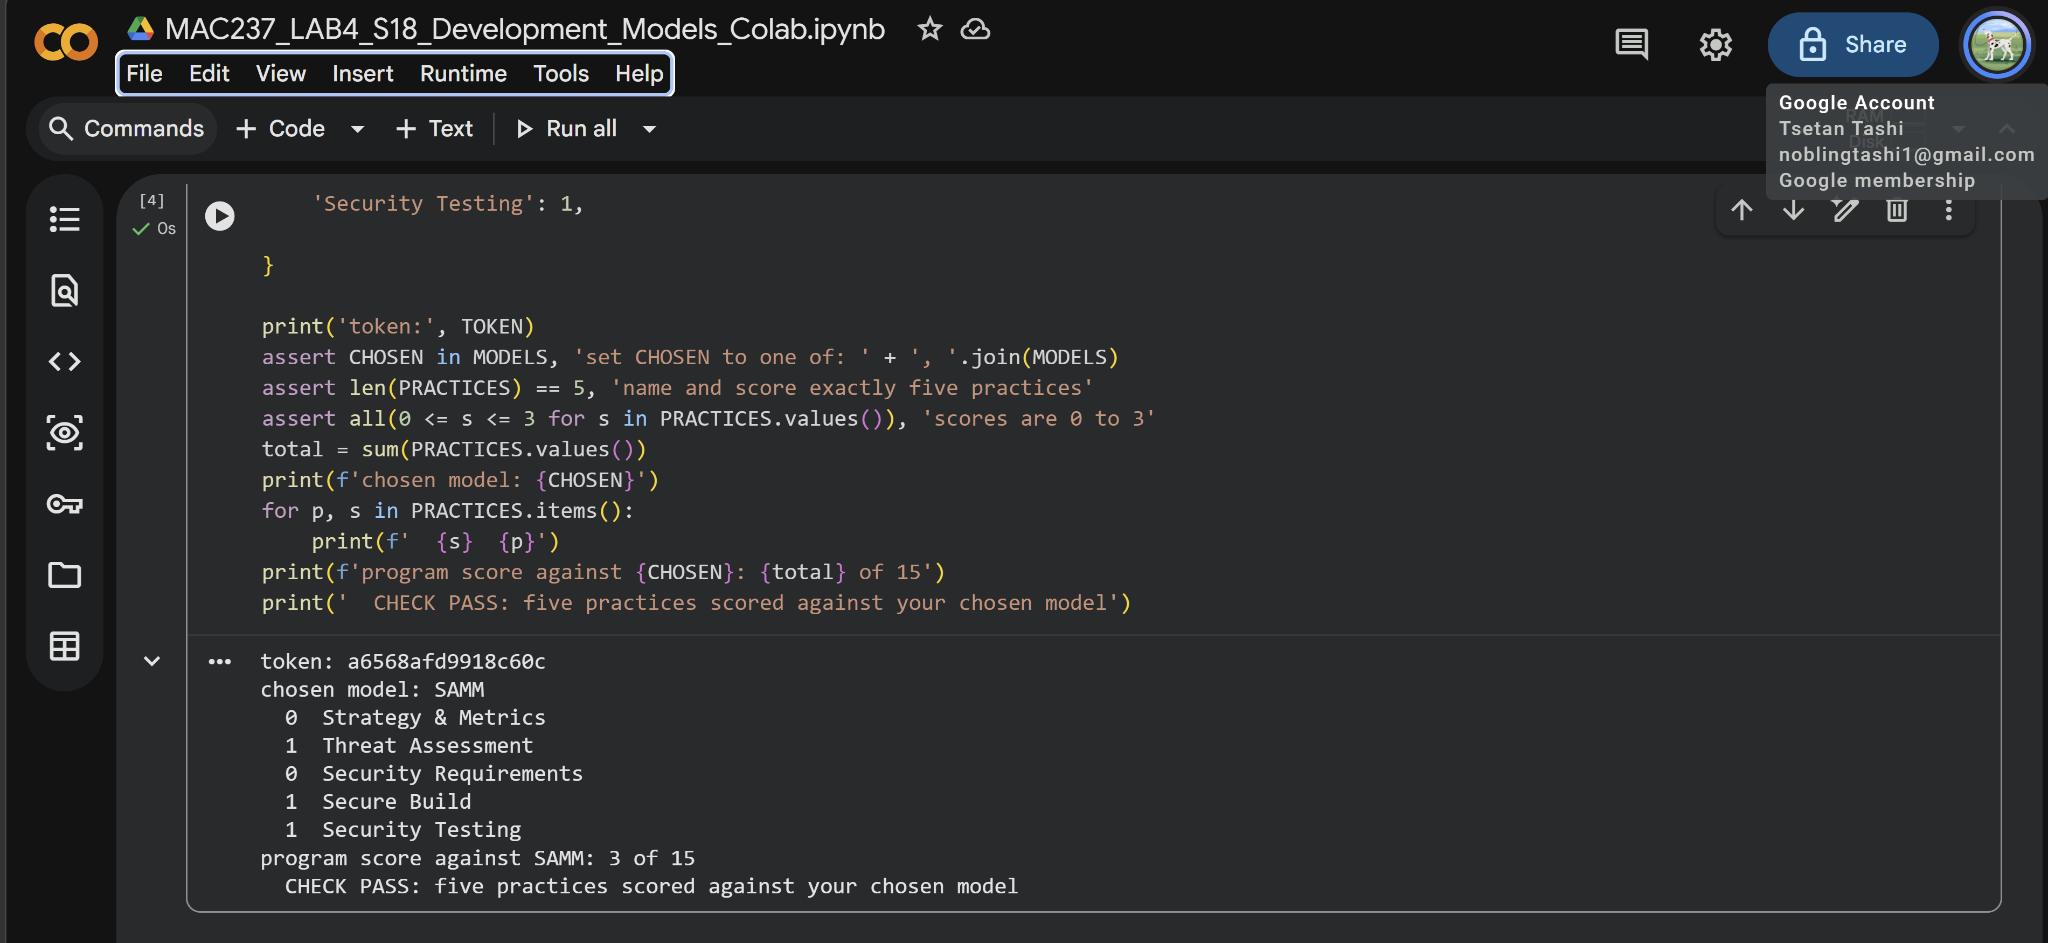 MAC237_LAB4_S18_Development_Models_Colab.ipynb
File Edit View Insert Runtime Tools Help
Share
Commands + Code + Text Run all
Google Account
Tsetan Tashi
noblingtashi1@gmail.com
Google membership
RAM
Disk
[4]
0s
'Security Testing': 1,
}
print('token:', TOKEN)
assert CHOSEN in MODELS, 'set CHOSEN to one of: ' + ', '.join(MODELS)
assert len(PRACTICES) == 5, 'name and score exactly five practices'
assert all(0 <= s <= 3 for s in PRACTICES.values()), 'scores are 0 to 3'
total = sum(PRACTICES.values())
print(f'chosen model: {CHOSEN}')
for p, s in PRACTICES.items():
    print(f'  {s}  {p}')
print(f'program score against {CHOSEN}: {total} of 15')
print('  CHECK PASS: five practices scored against your chosen model')
token: a6568afd9918c60c
chosen model: SAMM
  0  Strategy & Metrics
  1  Threat Assessment
  0  Security Requirements
  1  Secure Build
  1  Security Testing
program score against SAMM: 3 of 15
  CHECK PASS: five practices scored against your chosen model